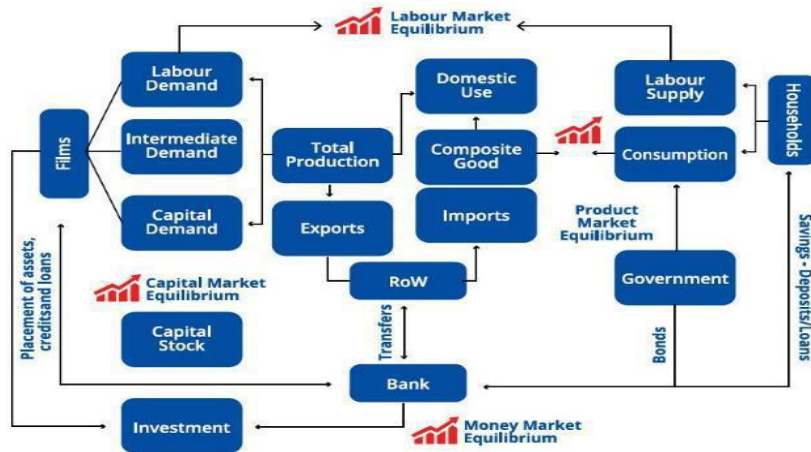 Labour Market
Equilibrium
Labour
Demand
Domestic
Use
Labour
Supply
Households
Films
Intermediate
Demand
Total
Production
Composite
Good
Consumption
Capital
Demand
Exports
Imports
Product
Market
Equilibrium
Placement of assets,
creditsand loans
Capital Market
Equilibrium
RoW
Government
Savings - Deposits/Loans
Capital
Stock
Transfers
Bonds
Bank
Investment
Money Market
Equilibrium